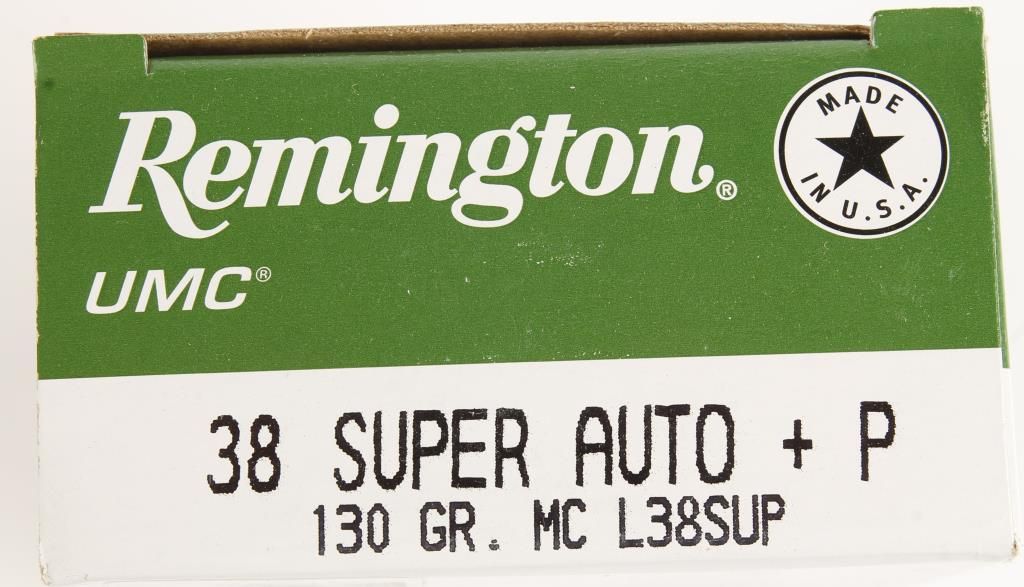 Remington®
MADE
IN U.S.A.
UMC®
38 SUPER AUTO + P
130 GR. MC L38SUP